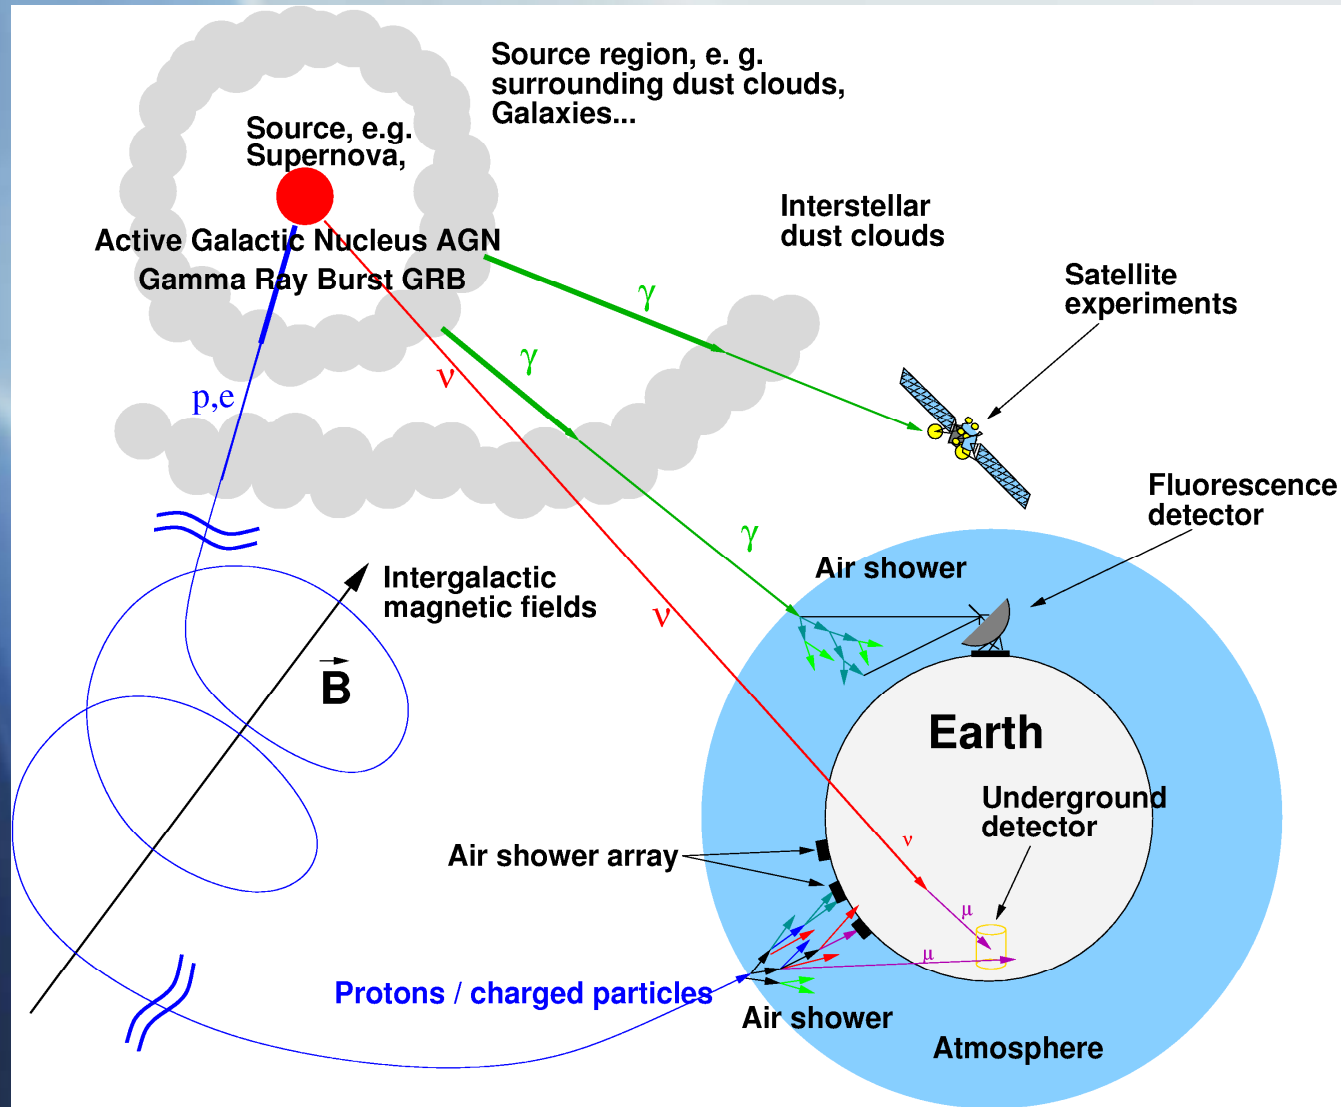 Source region, e. g.
surrounding dust clouds,
Galaxies...
Source, e.g.
Supernova,
Active Galactic Nucleus AGN
Gamma Ray Burst GRB
Interstellar
dust clouds
Satellite
experiments
γ
γ
ν
p,e
Fluorescence
detector
γ
Air shower
Intergalactic
magnetic fields
ν
B
Earth
Underground
detector
ν
Air shower array
μ
μ
Protons / charged particles
Air shower
Atmosphere